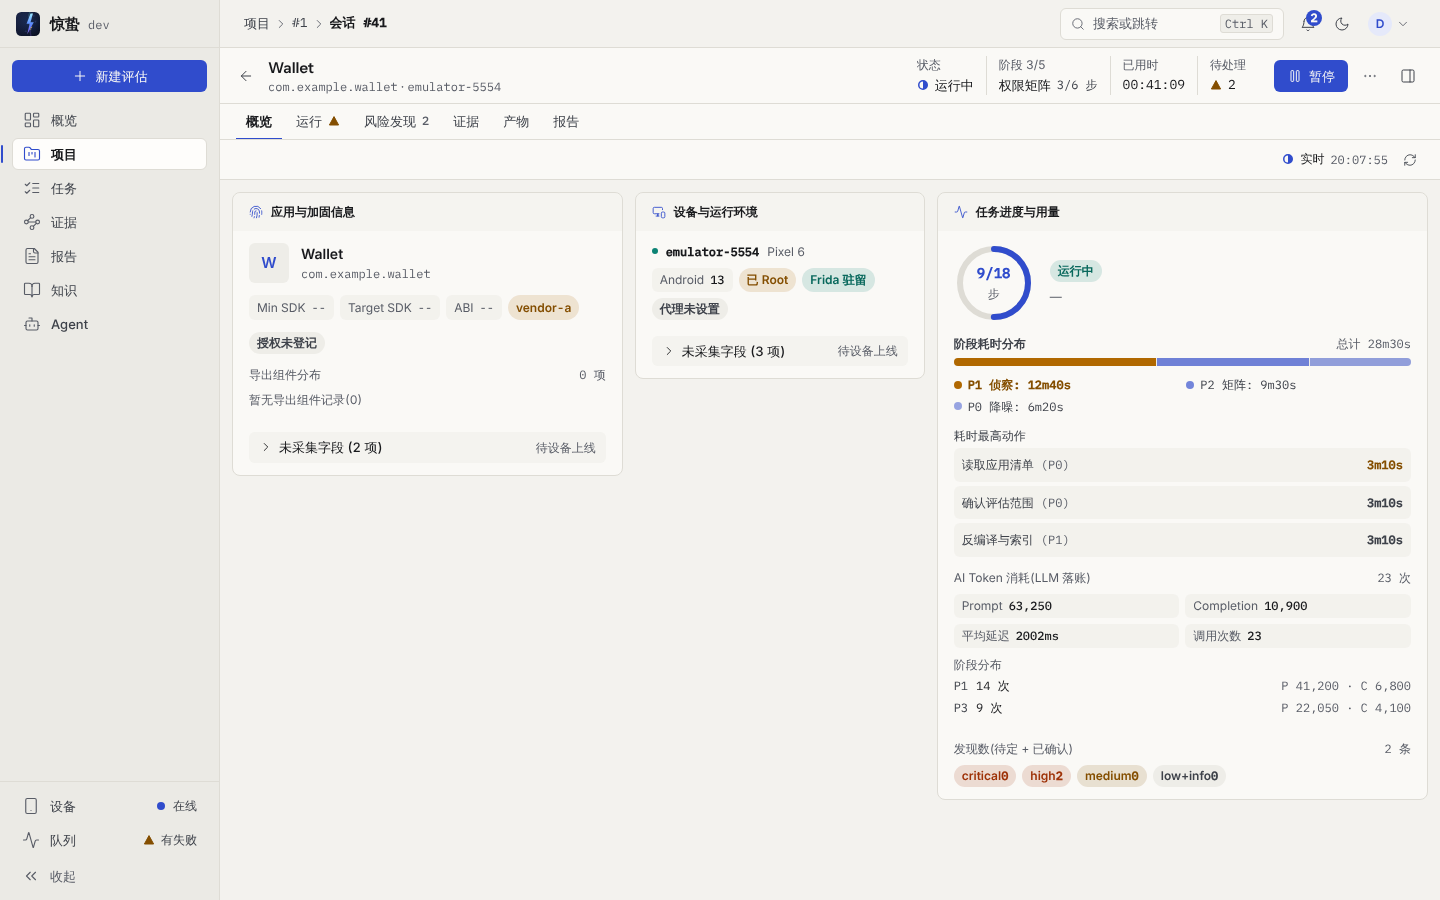 惊蛰 dev
新建评估
概览
项目
任务
证据
报告
知识
Agent
设备 在线
队列 有失败
收起
项目 #1 会话 #41
搜索或跳转 Ctrl K
2
D
Wallet
com.example.wallet · emulator-5554
状态
运行中
阶段 3/5
权限矩阵 3/6 步
已用时
00:41:09
待处理
2
暂停
概览 运行 风险发现 2 证据 产物 报告
实时 20:07:55
应用与加固信息
W
Wallet
com.example.wallet
Min SDK -- Target SDK -- ABI -- vendor-a
授权未登记
导出组件分布 0 项
暂无导出组件记录(0)
未采集字段 (2 项) 待设备上线
设备与运行环境
emulator-5554 Pixel 6
Android 13 已 Root Frida 驻留
代理未设置
未采集字段 (3 项) 待设备上线
任务进度与用量
9/18
步
运行中
—
阶段耗时分布 总计 28m30s
P1 侦察: 12m40s P2 矩阵: 9m30s
P0 降噪: 6m20s
耗时最高动作
读取应用清单 (P0) 3m10s
确认评估范围 (P0) 3m10s
反编译与索引 (P1) 3m10s
AI Token 消耗(LLM 落账) 23 次
Prompt 63,250 Completion 10,900
平均延迟 2002ms 调用次数 23
阶段分布
P1 14 次 P 41,200 · C 6,800
P3 9 次 P 22,050 · C 4,100
发现数(待定 + 已确认) 2 条
critical0 high2 medium0 low+info0